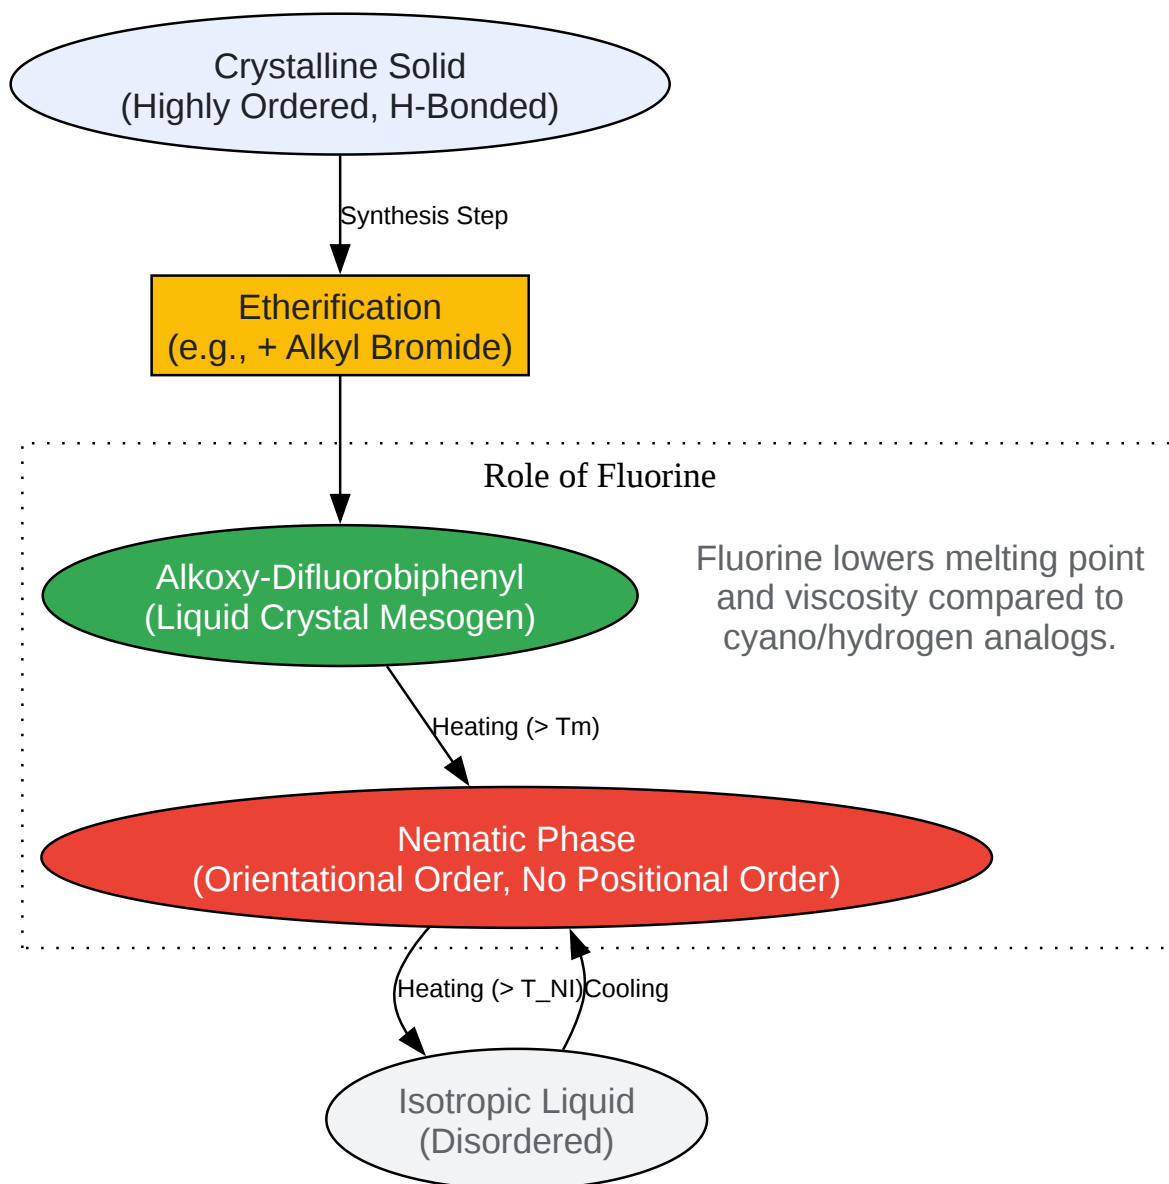 Crystalline Solid
(Highly Ordered, H-Bonded)
Synthesis Step
Etherification
(e.g., + Alkyl Bromide)
Role of Fluorine
Alkoxy-Difluorobiphenyl
(Liquid Crystal Mesogen)
Fluorine lowers melting point
and viscosity compared to
cyano/hydrogen analogs.
Heating (> Tm)
Nematic Phase
(Orientational Order, No Positional Order)
Heating (> T_NI)
Cooling
Isotropic Liquid
(Disordered)